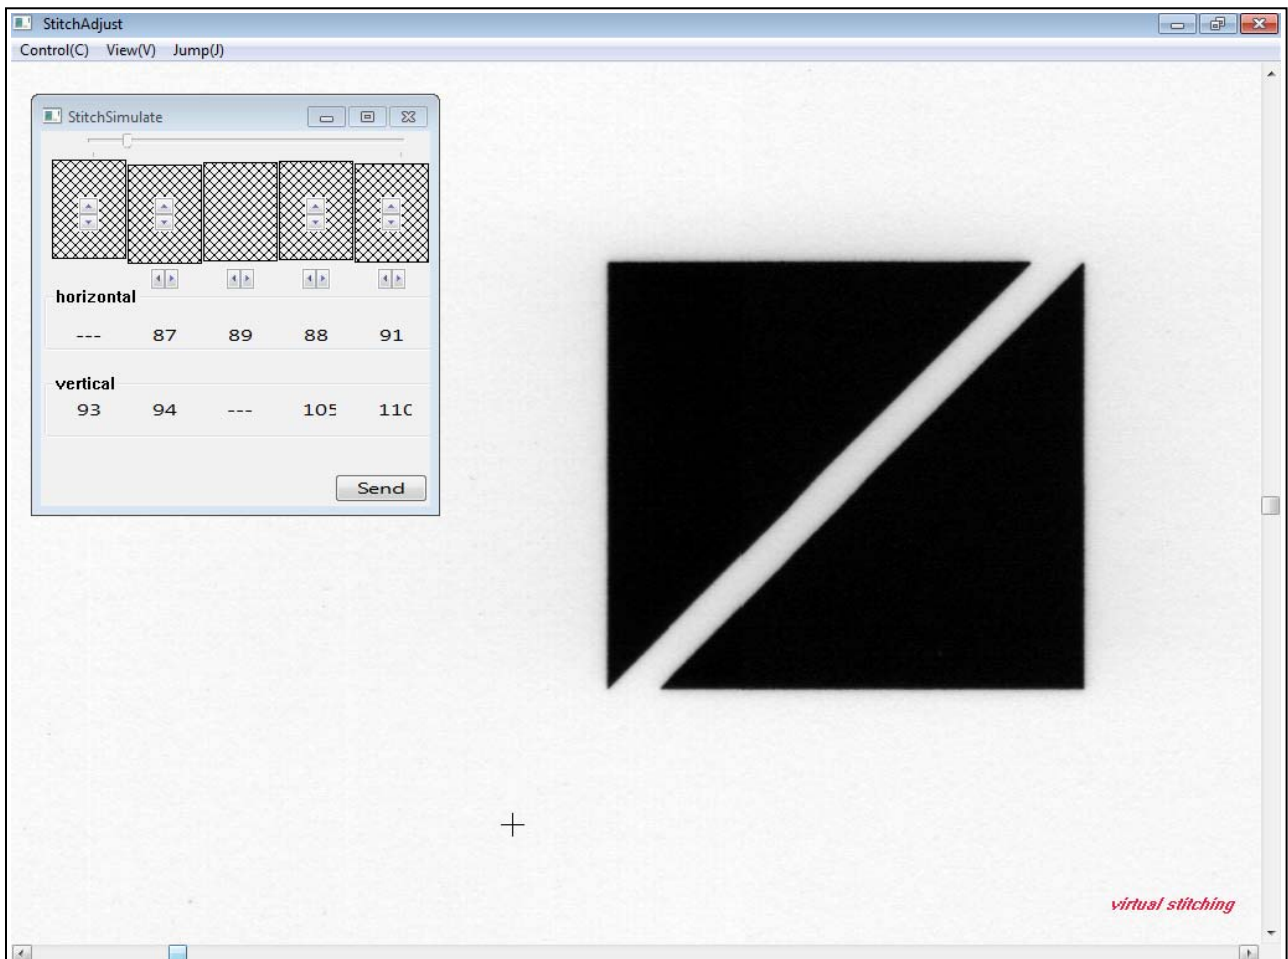 StitchAdjust
Control(C) View(V) Jump(J)
StitchSimulate
horizontal
--- 87 89 88 91
vertical
93 94 --- 105 110
Send
virtual stitching